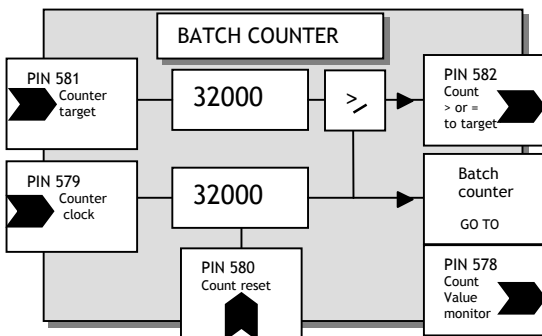 BATCH COUNTER
PIN 581
Counter
target
32000
>
PIN 582
Count
> or =
to target
PIN 579
Counter
clock
32000
Batch
counter
GO TO
PIN 580
Count reset
PIN 578
Count
Value
monitor